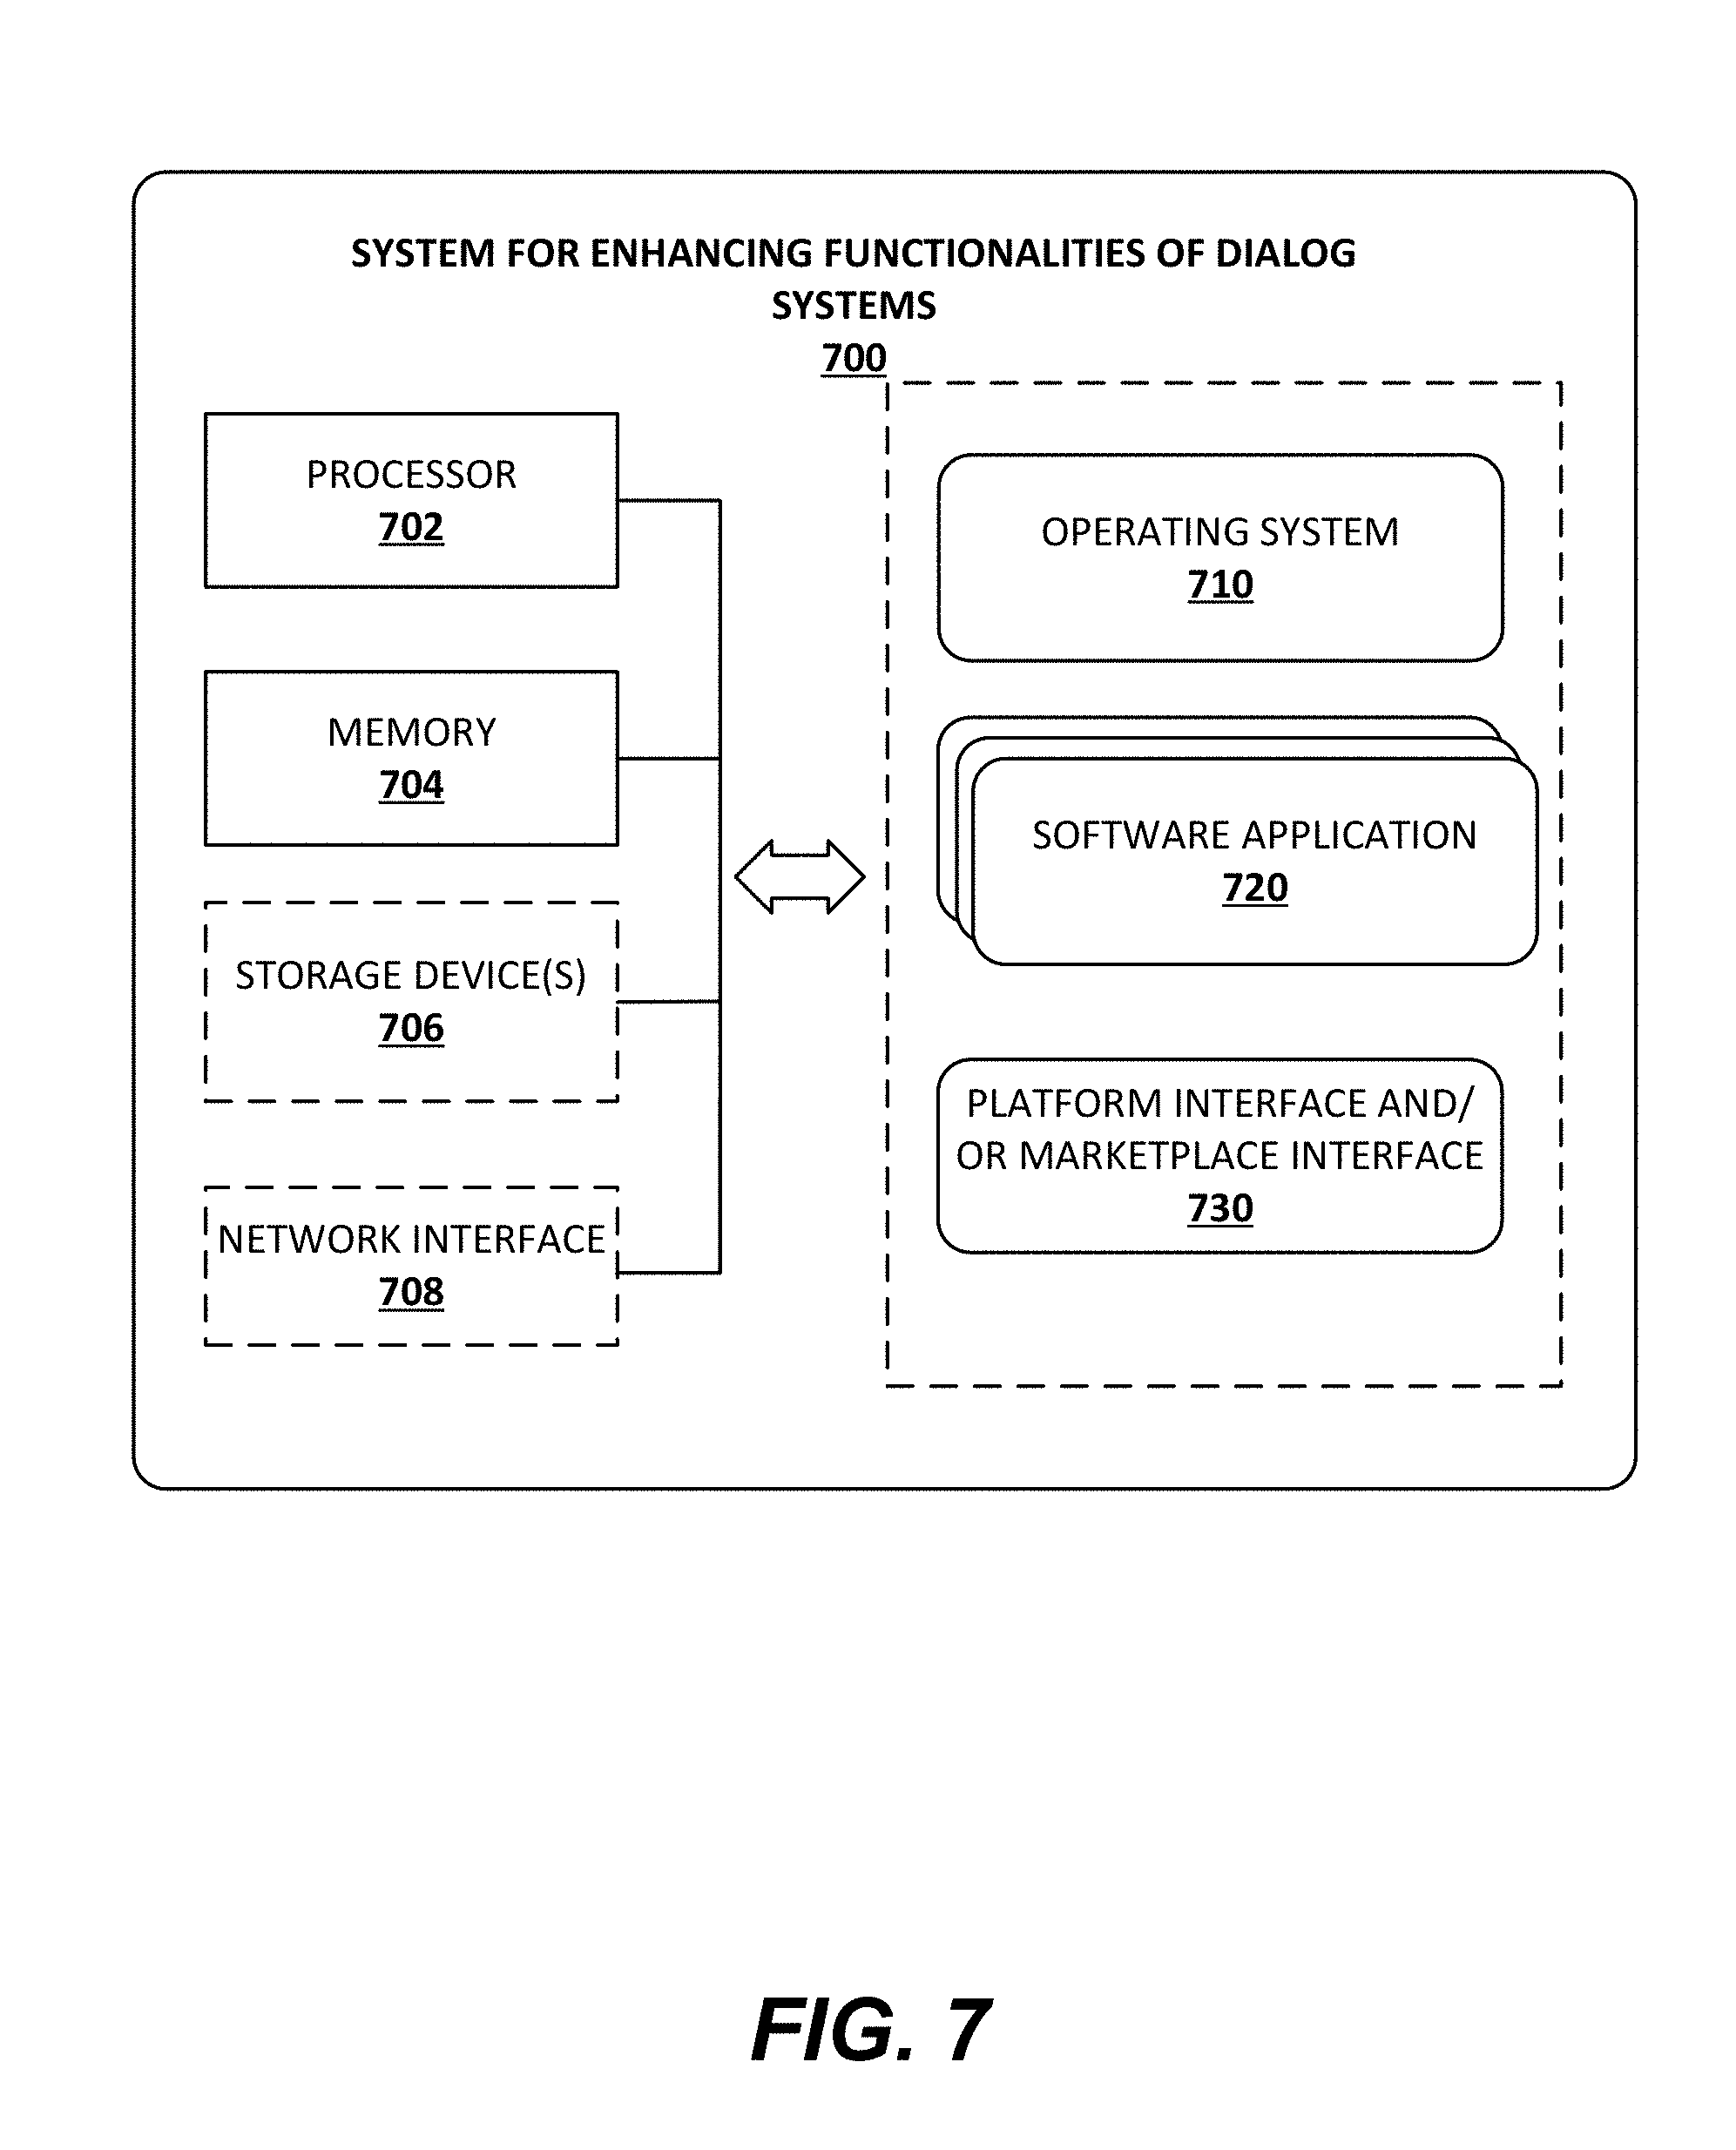 SYSTEM FOR ENHANCING FUNCTIONALITIES OF DIALOG
SYSTEMS
700
PROCESSOR
702
MEMORY
704
STORAGE DEVICE(S)
706
NETWORK INTERFACE
708
OPERATING SYSTEM
710
SOFTWARE APPLICATION
720
PLATFORM INTERFACE AND/
OR MARKETPLACE INTERFACE
730
FIG. 7